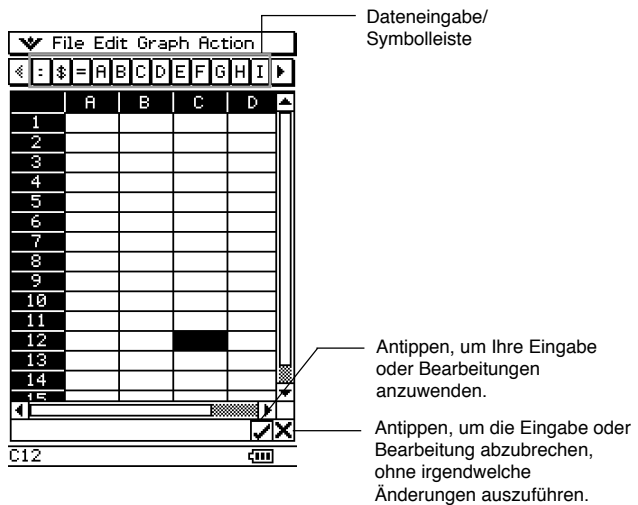 Dateneingabe/
Symbolleiste
File Edit Graph Action
: $ = A B C D E F G H I
A B C D
1
2
3
4
5
6
7
8
9
10
11
12
13
14
15
Antippen, um Ihre Eingabe
oder Bearbeitungen
anzuwenden.
Antippen, um die Eingabe oder
Bearbeitung abzubrechen,
ohne irgendwelche
Änderungen auszuführen.
C12